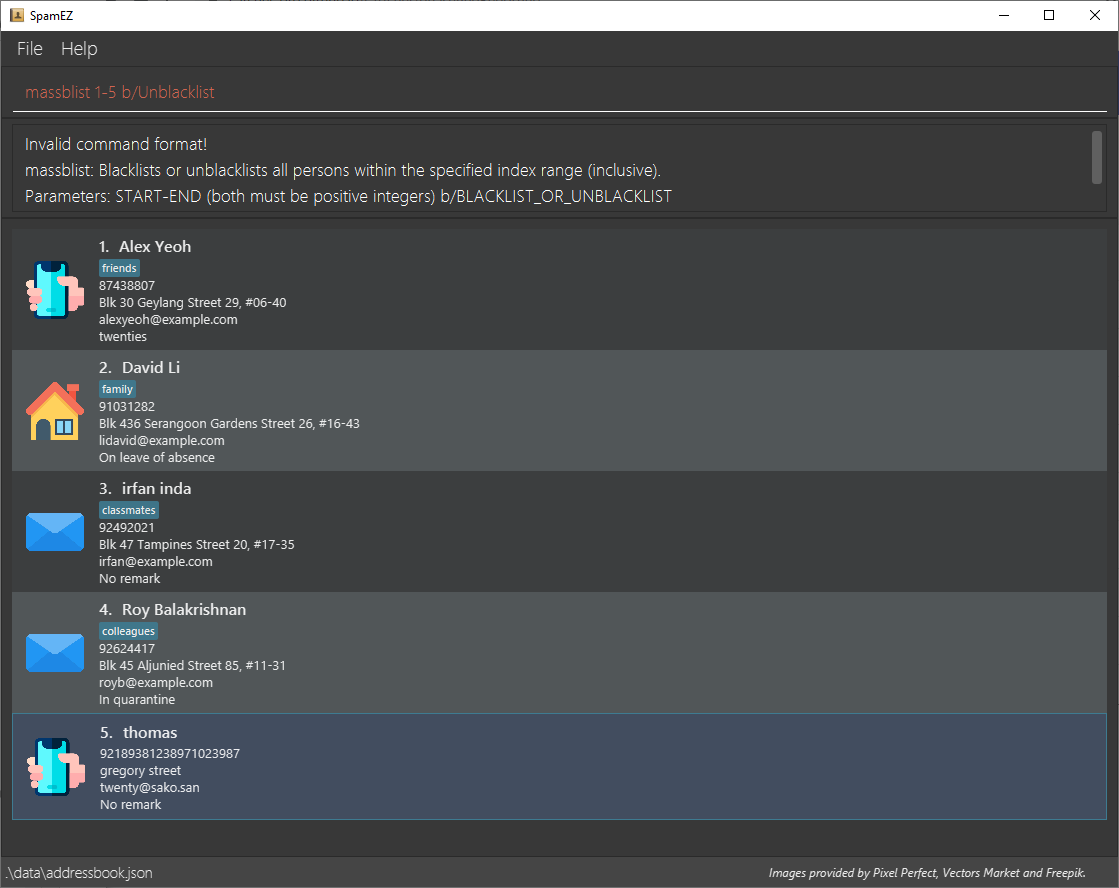 SpamEZ
File Help
massblist 1-5 b/Unblacklist
Invalid command format!
massblist: Blacklists or unblacklists all persons within the specified index range (inclusive).
Parameters: START-END (both must be positive integers) b/BLACKLIST_OR_UNBLACKLIST
1. Alex Yeoh
friends
87438807
Blk 30 Geylang Street 29, #06-40
alexyeoh@example.com
twenties
2. David Li
family
91031282
Blk 436 Serangoon Gardens Street 26, #16-43
lidavid@example.com
On leave of absence
3. irfan inda
classmates
92492021
Blk 47 Tampines Street 20, #17-35
irfan@example.com
No remark
4. Roy Balakrishnan
colleagues
92624417
Blk 45 Aljunied Street 85, #11-31
royb@example.com
In quarantine
5. thomas
92189381238971023987
gregory street
twenty@sako.san
No remark
.\data\addressbook.json
Images provided by Pixel Perfect, Vectors Market and Freepik.